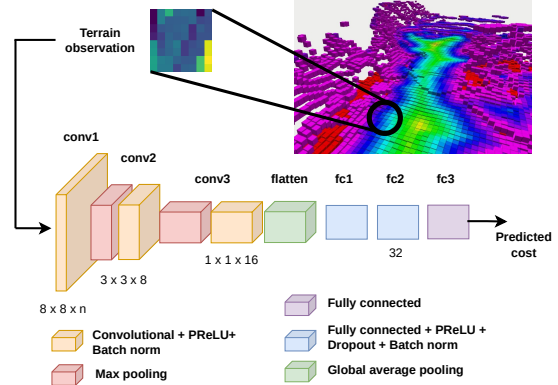 Terrain
observation
conv1
conv2
conv3
flatten
fc1
fc2
fc3
Predicted
cost
32
1 x 1 x 16
3 x 3 x 8
8 x 8 x n
Convolutional + PReLU+
Batch norm
Max pooling
Fully connected
Fully connected + PReLU +
Dropout + Batch norm
Global average pooling